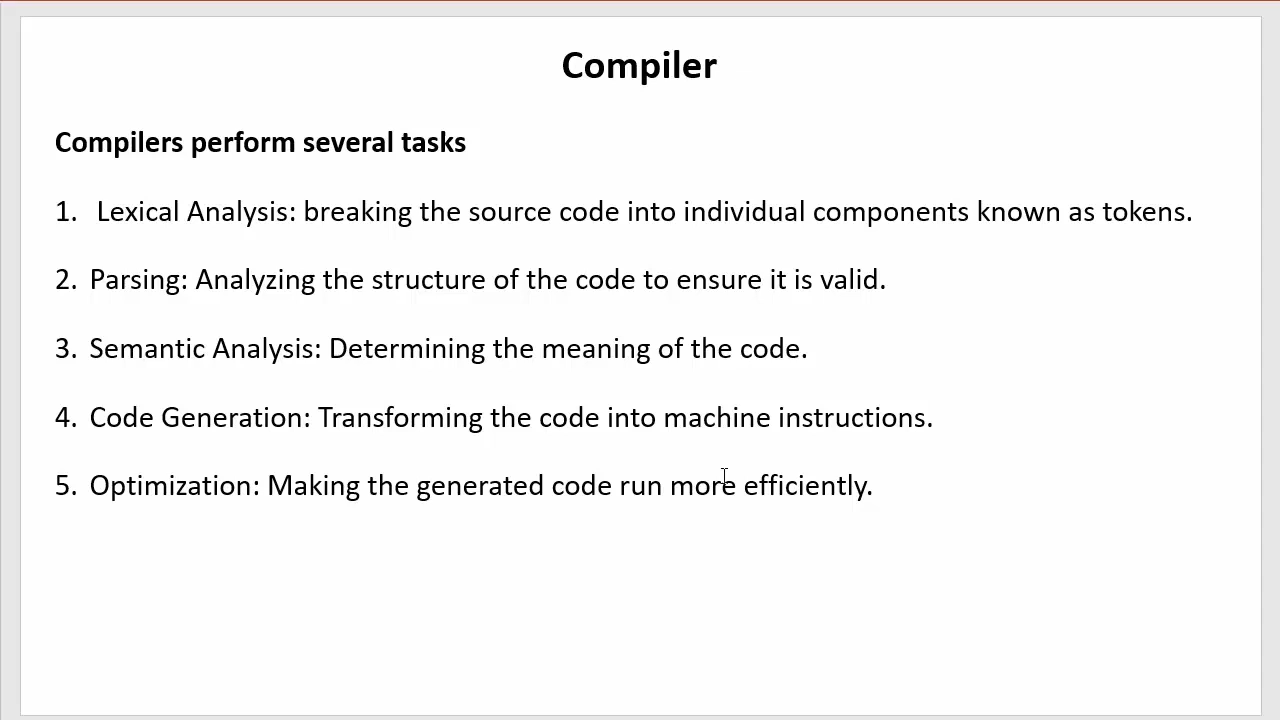 Compiler
Compilers perform several tasks
1. Lexical Analysis: breaking the source code into individual components known as tokens.
2. Parsing: Analyzing the structure of the code to ensure it is valid.
3. Semantic Analysis: Determining the meaning of the code.
4. Code Generation: Transforming the code into machine instructions.
5. Optimization: Making the generated code run more efficiently.